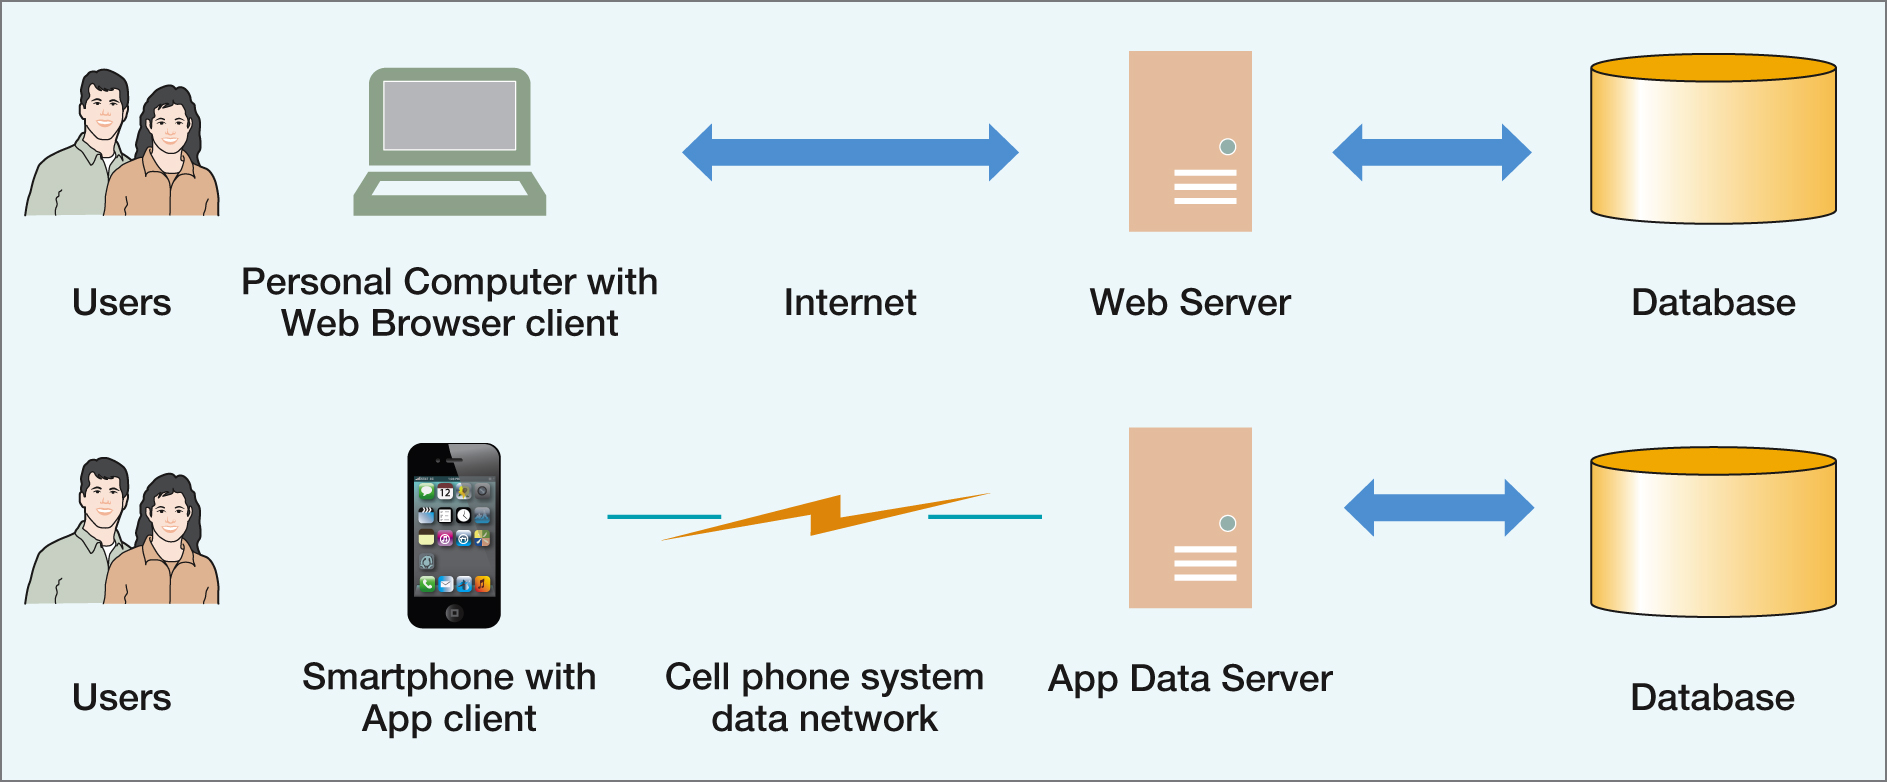 Users
Personal Computer with
Web Browser client
Internet
Web Server
Database
12
Users
Smartphone with
App client
Cell phone system
data network
App Data Server
Database